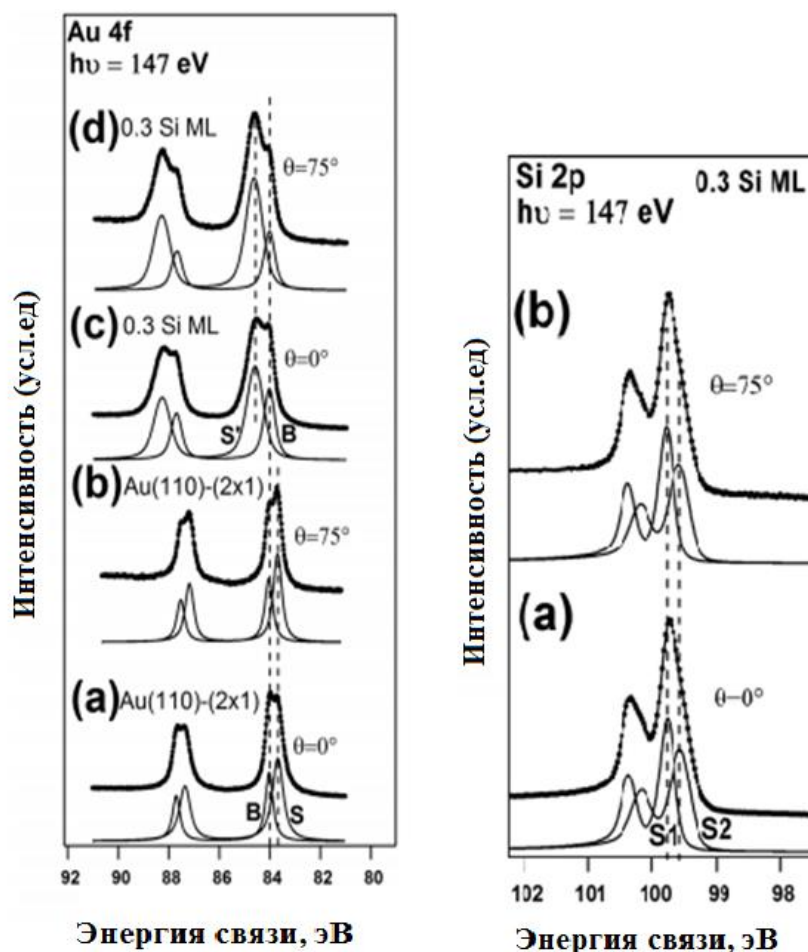 Au 4f
hυ = 147 eV
(d) 0.3 Si ML
θ=75°
(c) 0.3 Si ML
θ=0°
S' B
(b) Au(110)-(2x1)
θ=75°
(a) Au(110)-(2x1)
θ=0°
B S
92 90 88 86 84 82 80
Энергия связи, эВ
Интенсивность (усл.ед)
Si 2p 0.3 Si ML
hυ = 147 eV
(b)
θ=75°
(a)
θ=0°
S1 S2
102 101 100 99 98
Энергия связи, эВ
Интенсивность (усл.ед)